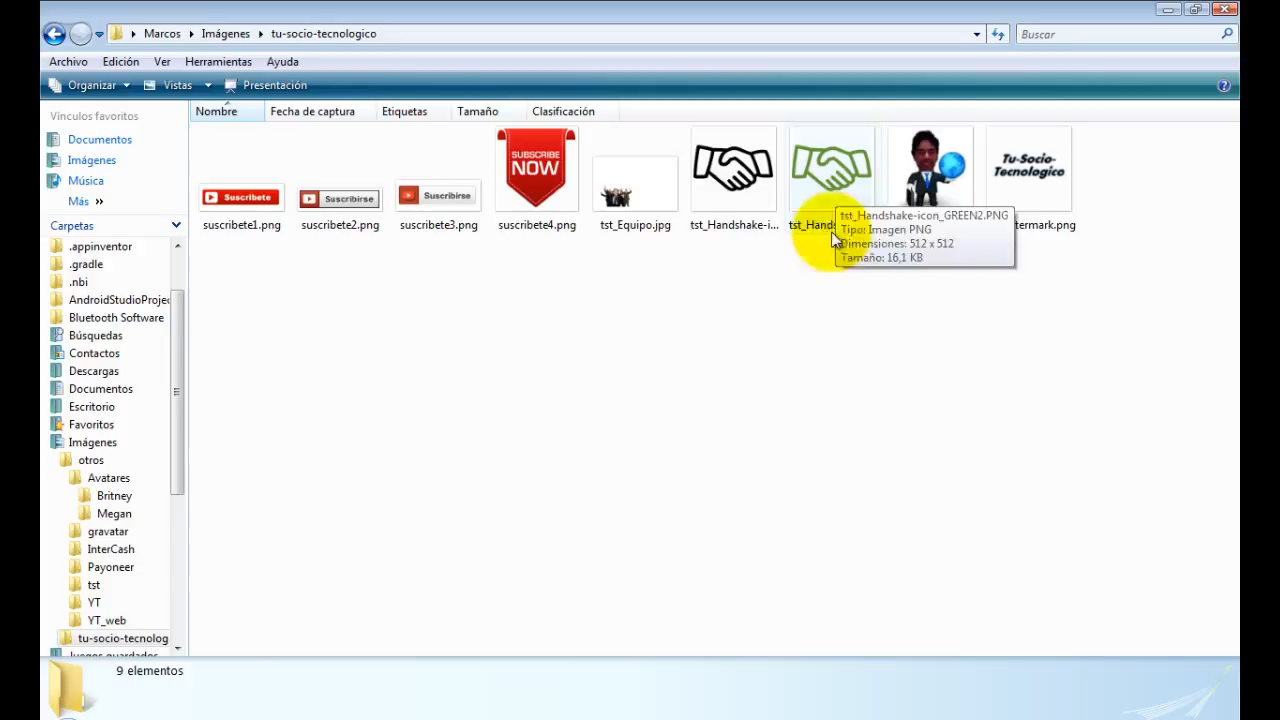 Marcos
Imágenes
tu-socio-tecnologico
Buscar
Archivo
Edición
Ver
Herramientas
Ayuda
Organizar
Vistas
Presentación
Vínculos favoritos
Documentos
Imágenes
Música
Más
Carpetas
.appinventor
.gradle
.nbi
AndroidStudioProjec
Bluetooth Software
Búsquedas
Contactos
Descargas
Documentos
Escritorio
Favoritos
Imágenes
otros
Avatares
Britney
Megan
gravatar
InterCash
Payoneer
tst
YT
YT_web
tu-socio-tecnolog
Nombre
Fecha de captura
Etiquetas
Tamaño
Clasificación
Suscribete
suscribete1.png
Suscribirse
suscribete2.png
Suscribirse
suscribete3.png
SUBSCRIBE
NOW
suscribete4.png
tst_Equipo.jpg
tst_Handshake-i...
tst_Hands
Tu-Socio-
Tecnologico
termark.png
tst_Handshake-icon_GREEN2.PNG
Tipo: Imagen PNG
Dimensiones: 512 x 512
Tamaño: 16,1 KB
9 elementos